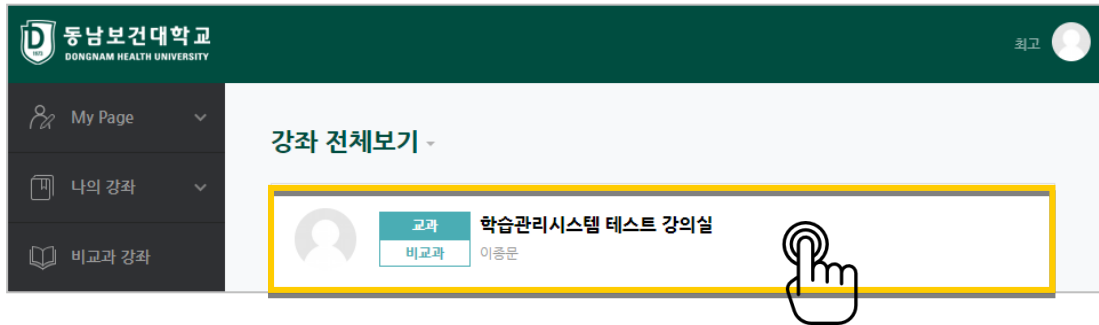 동남보건대학교
DONGNAM HEALTH UNIVERSITY
최고
My Page
나의 강좌
비교과 강좌
강좌 전체보기
교과
비교과
학습관리시스템 테스트 강의실
이종문